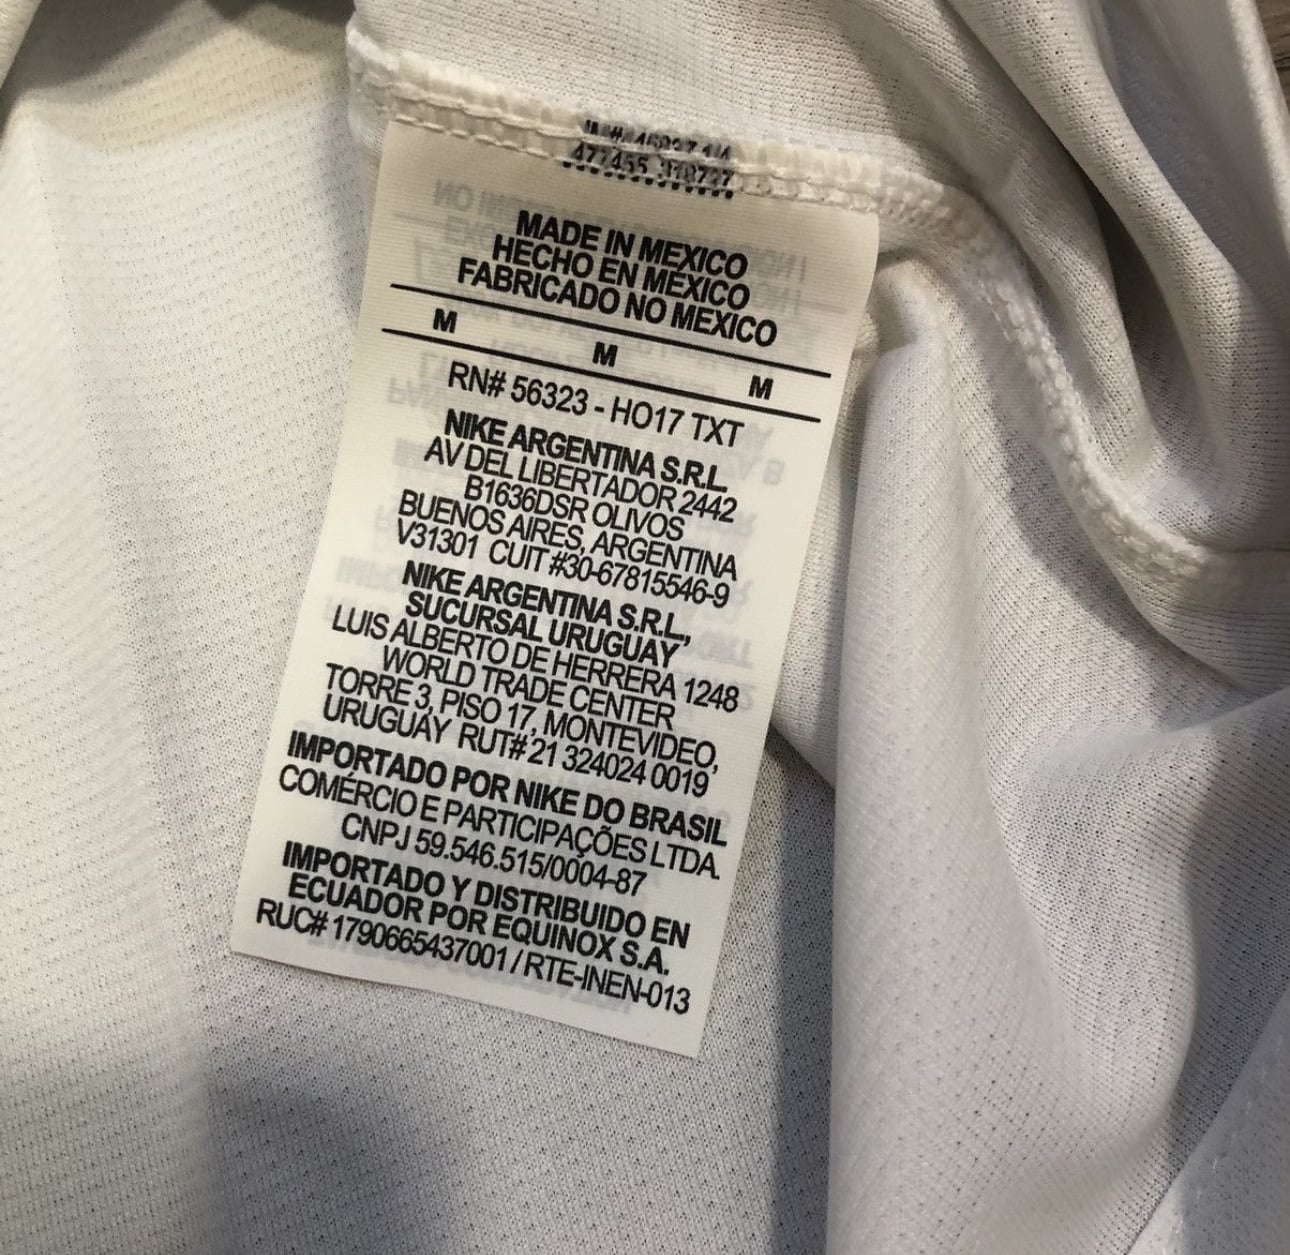 MADE IN MEXICO
HECHO EN MÉXICO
FABRICADO NO MEXICO
M M M
RN# 56323 - HO17 TXT
NIKE ARGENTINA S.R.L.
AV DEL LIBERTADOR 2442
B1636DSR OLIVOS
BUENOS AIRES, ARGENTINA
V31301 CUIT #30-67815546-9
NIKE ARGENTINA S.R.L.,
SUCURSAL URUGUAY
LUIS ALBERTO DE HERRERA 1248
WORLD TRADE CENTER
TORRE 3, PISO 17, MONTEVIDEO,
URUGUAY RUT# 21 324024 0019
IMPORTADO POR NIKE DO BRASIL
COMÉRCIO E PARTICIPAÇÕES LTDA.
CNPJ 59.546.515/0004-87
IMPORTADO Y DISTRIBUIDO EN
ECUADOR POR EQUINOX S.A.
RUC# 1790665437001 / RTE-INEN-013